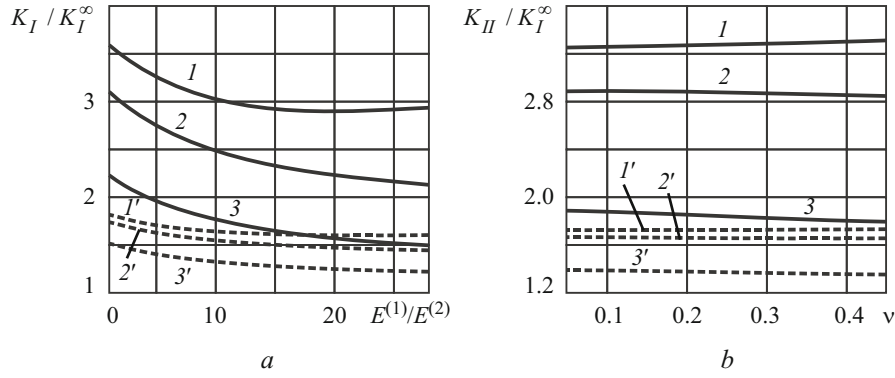 K_I / K_I^∞
3
2
1
0 10 20 E^(1)/E^(2)
1
2
3
1′
2′
3′
a
K_II / K_I^∞
2.8
2.0
1.2
0.1 0.2 0.3 0.4 ν
1
2
1′ 2′
3
3′
b